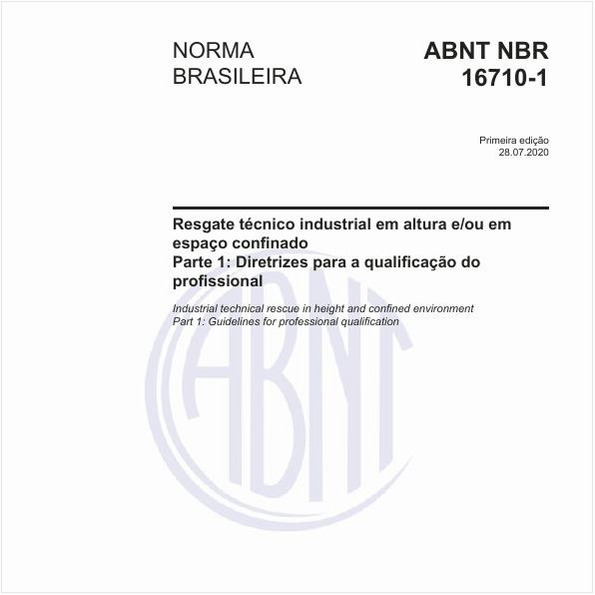 NORMA
BRASILEIRA
ABNT NBR
16710-1
Primeira edição
28.07.2020
Resgate técnico industrial em altura e/ou em
espaço confinado
Parte 1: Diretrizes para a qualificação do
profissional
Industrial technical rescue in height and confined environment
Part 1: Guidelines for professional qualification
ABNT